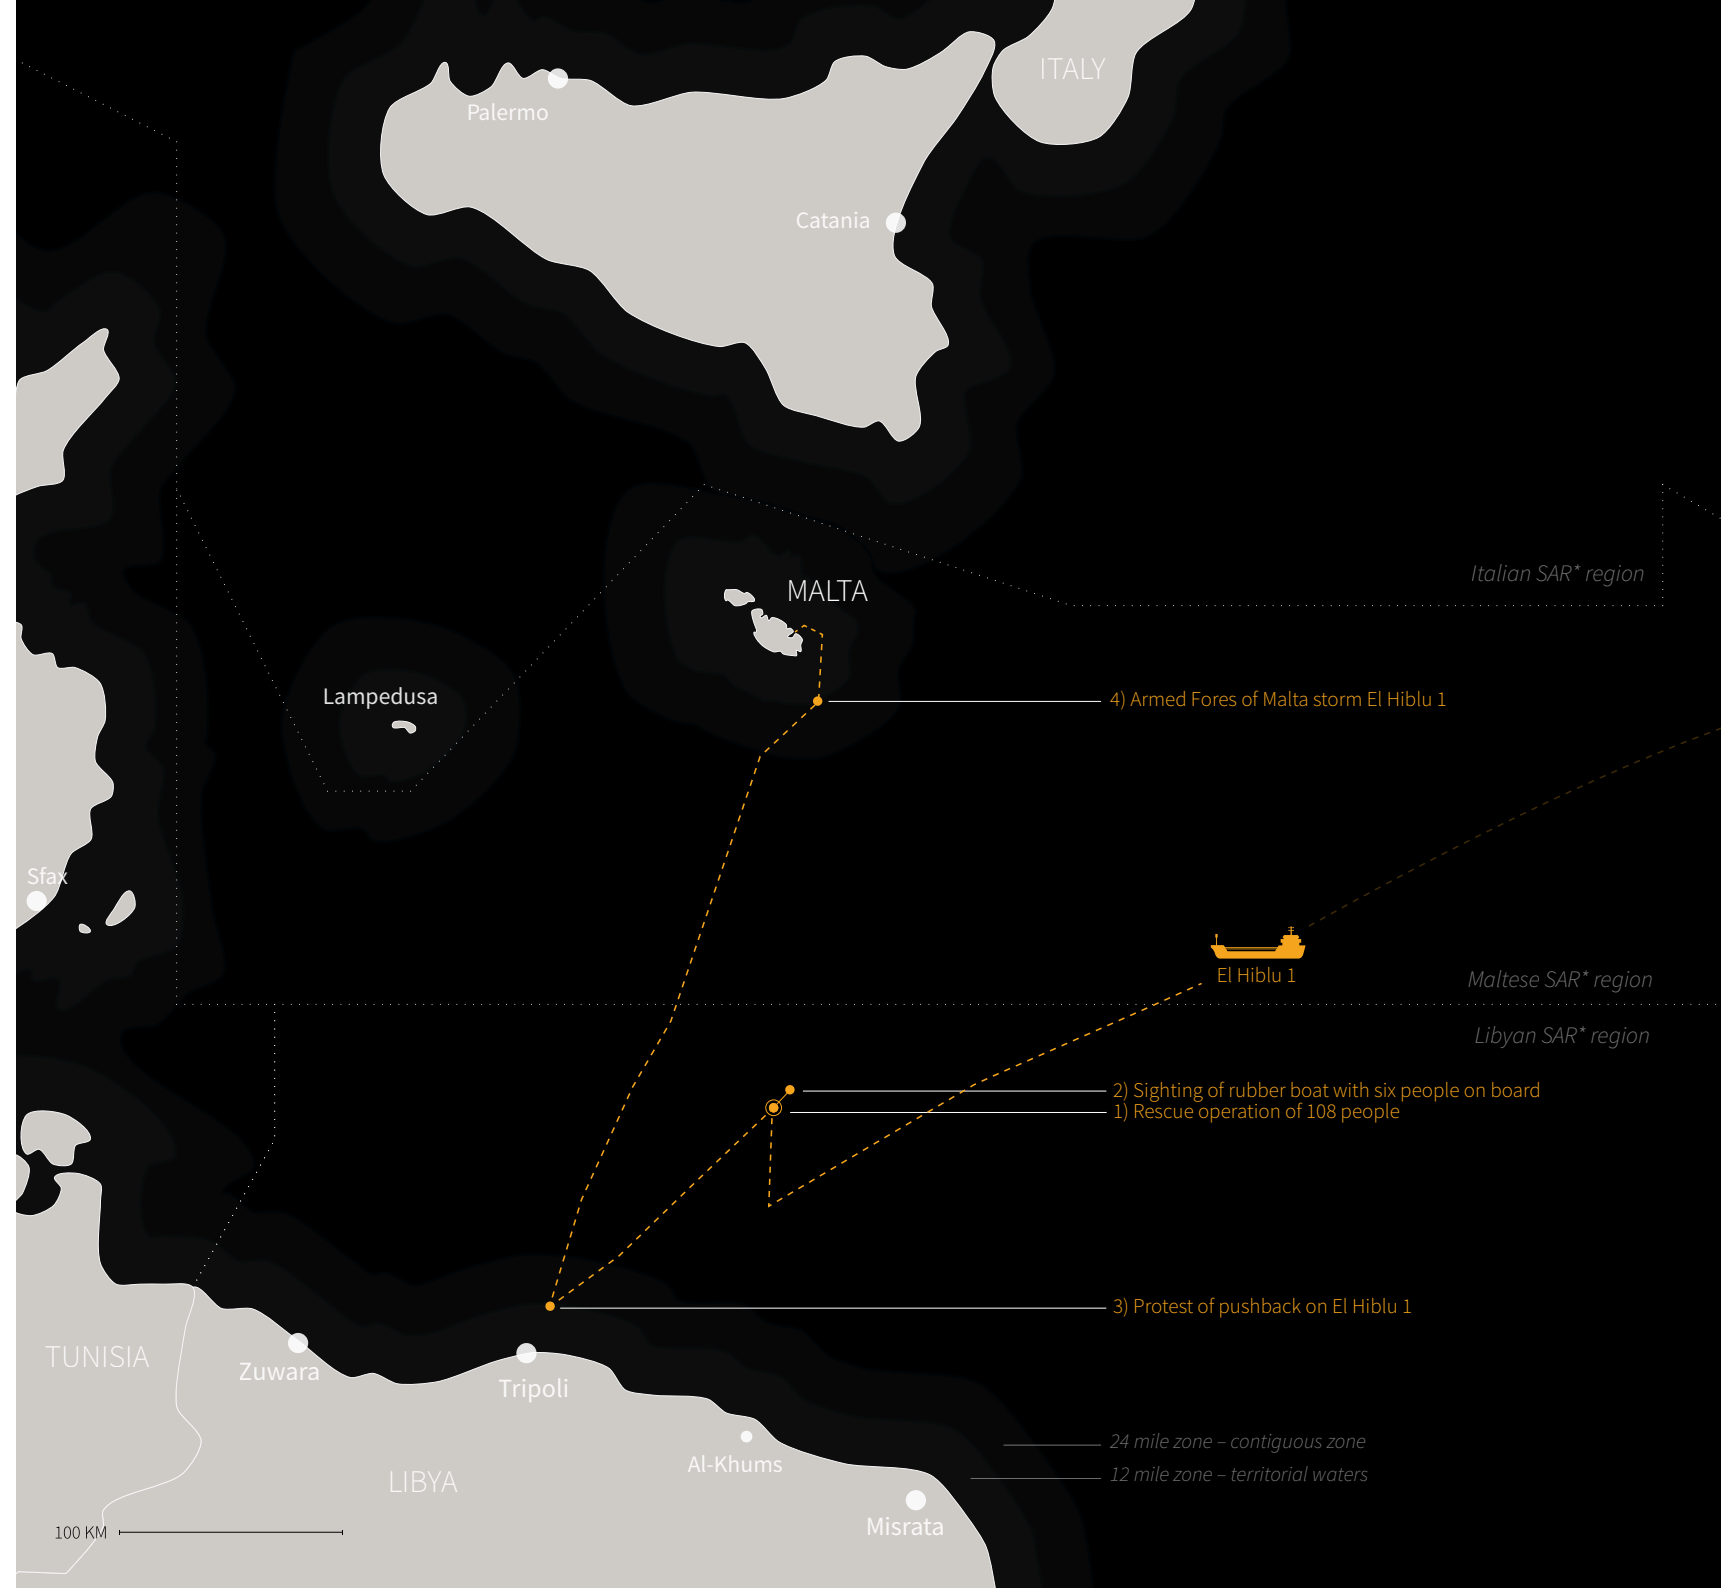 ITALY
Palermo
Catania
Italian SAR* region
MALTA
Lampedusa
4) Armed Fores of Malta storm El Hiblu 1
Sfax
El Hiblu 1
Maltese SAR* region
Libyan SAR* region
2) Sighting of rubber boat with six people on board
1) Rescue operation of 108 people
3) Protest of pushback on El Hiblu 1
TUNISIA
Zuwara
Tripoli
24 mile zone – contiguous zone
Al-Khums
12 mile zone – territorial waters
LIBYA
Misrata
100 KM